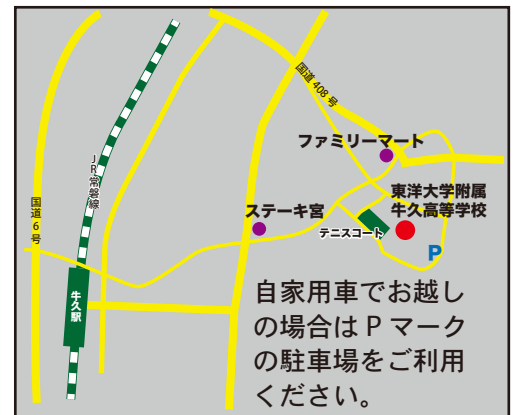 国道408号
ファミリーマート
JR常磐線
東洋大学附属
牛久高等学校
国道6号
ステーキ宮
テニスコート
P
牛久駅
自家用車でお越し
の場合はPマーク
の駐車場をご利用
ください。